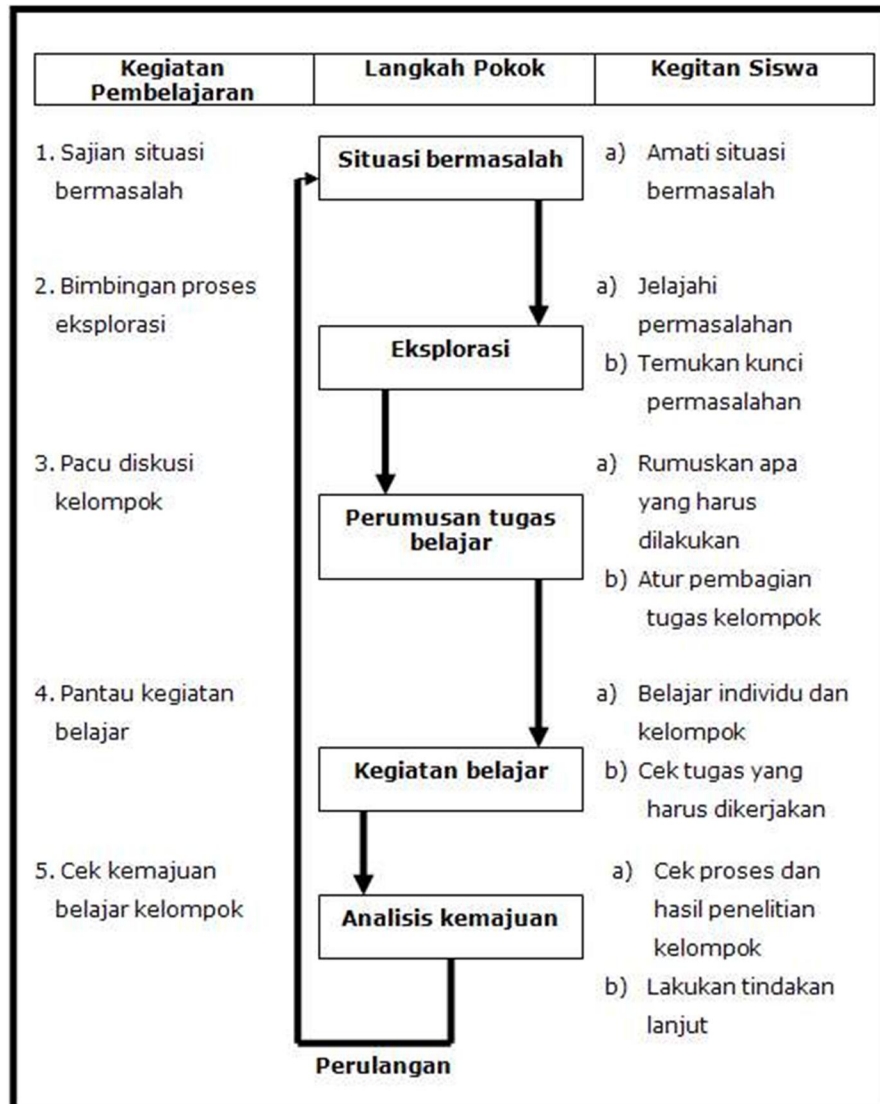 Kegiatan
Pembelajaran
Langkah Pokok
Kegitan Siswa
1. Sajian situasi
bermasalah
Situasi bermasalah
a) Amati situasi
bermasalah
2. Bimbingan proses
eksplorasi
Eksplorasi
a) Jelajahi
permasalahan
b) Temukan kunci
permasalahan
3. Pacu diskusi
kelompok
Perumusan tugas
belajar
a) Rumuskan apa
yang harus
dilakukan
b) Atur pembagian
tugas kelompok
4. Pantau kegiatan
belajar
Kegiatan belajar
a) Belajar individu dan
kelompok
b) Cek tugas yang
harus dikerjakan
5. Cek kemajuan
belajar kelompok
Analisis kemajuan
a) Cek proses dan
hasil penelitian
kelompok
b) Lakukan tindakan
lanjut
Perulangan